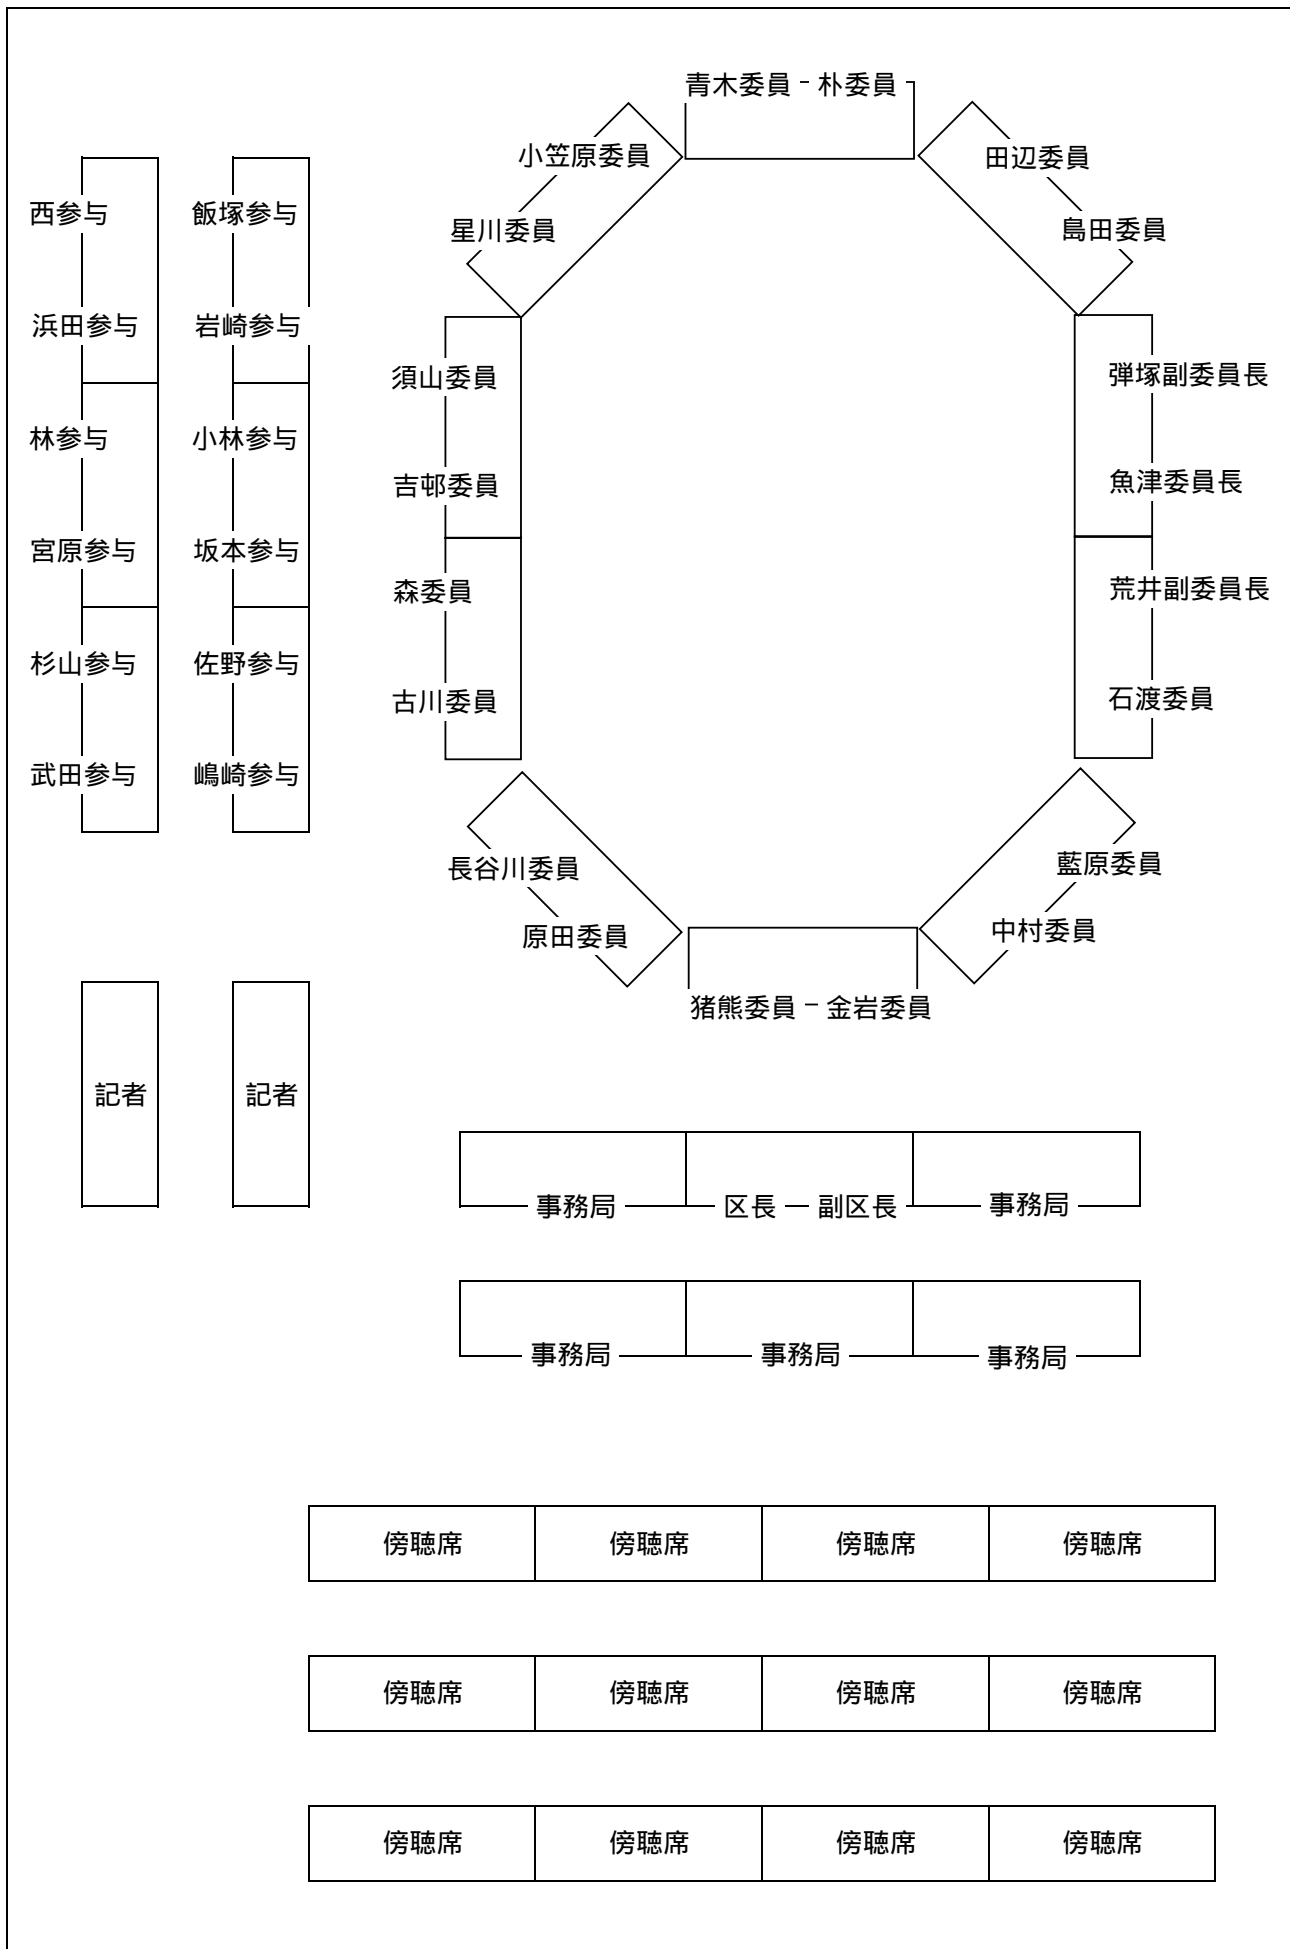 青木委員 朴委員
小笠原委員 田辺委員
星川委員 島田委員
西参与 飯塚参与
浜田参与 岩崎参与
須山委員 弾塚副委員長
林参与 小林参与
吉邨委員 魚津委員長
宮原参与 坂本参与
森委員 荒井副委員長
杉山参与 佐野参与
古川委員 石渡委員
武田参与 嶋崎参与
長谷川委員 藍原委員
原田委員 中村委員
猪熊委員 金岩委員
記者 記者
事務局 区長 副区長 事務局
事務局 事務局 事務局
傍聴席 傍聴席 傍聴席 傍聴席
傍聴席 傍聴席 傍聴席 傍聴席
傍聴席 傍聴席 傍聴席 傍聴席